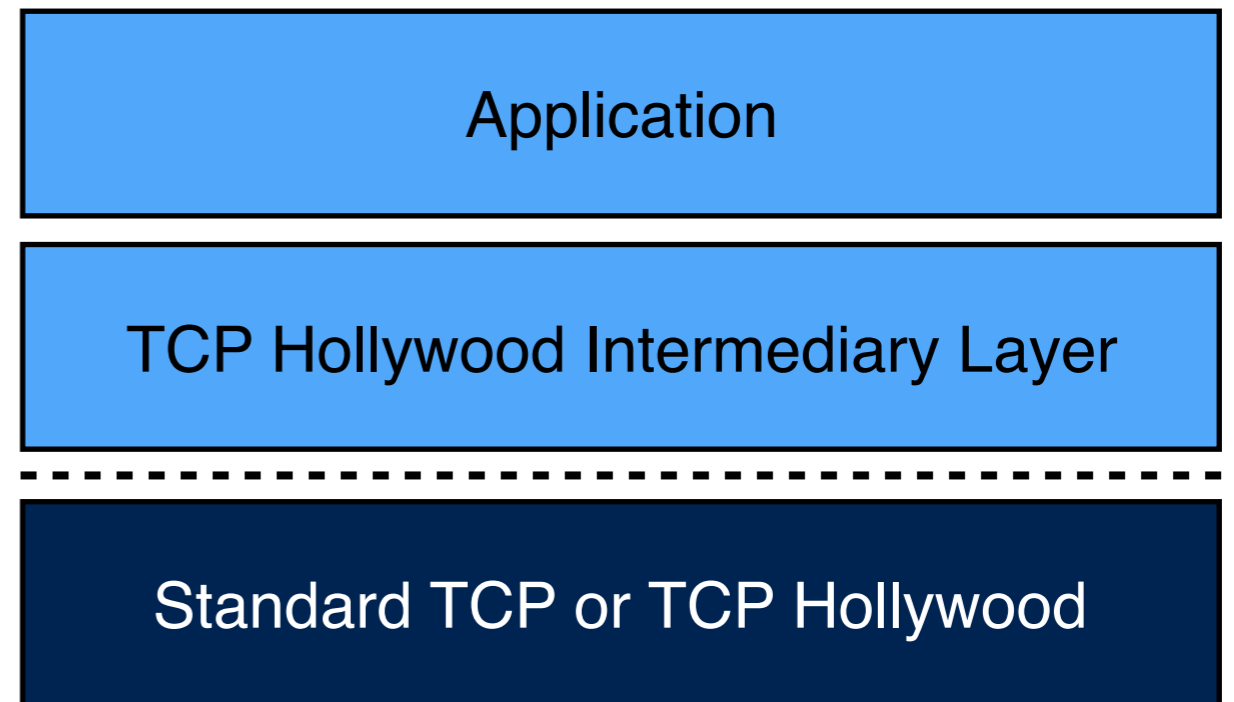 Application
TCP Hollywood Intermediary Layer
Standard TCP or TCP Hollywood